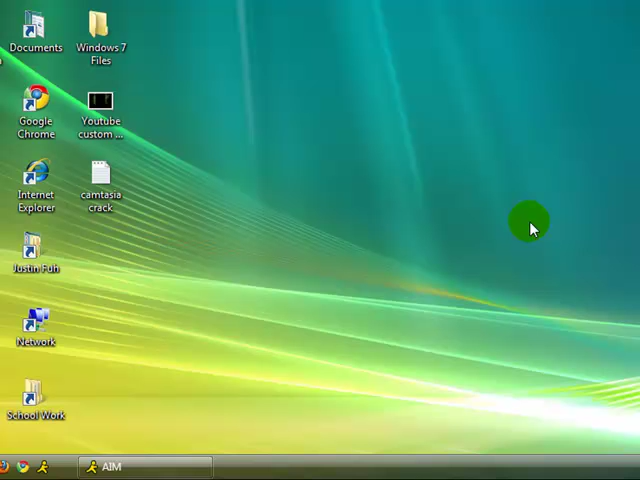 Documents
Windows 7
Files
Google
Chrome
Youtube
custom ...
Internet
Explorer
camtasia
crack
Justin Fuh
Network
School Work
AIM